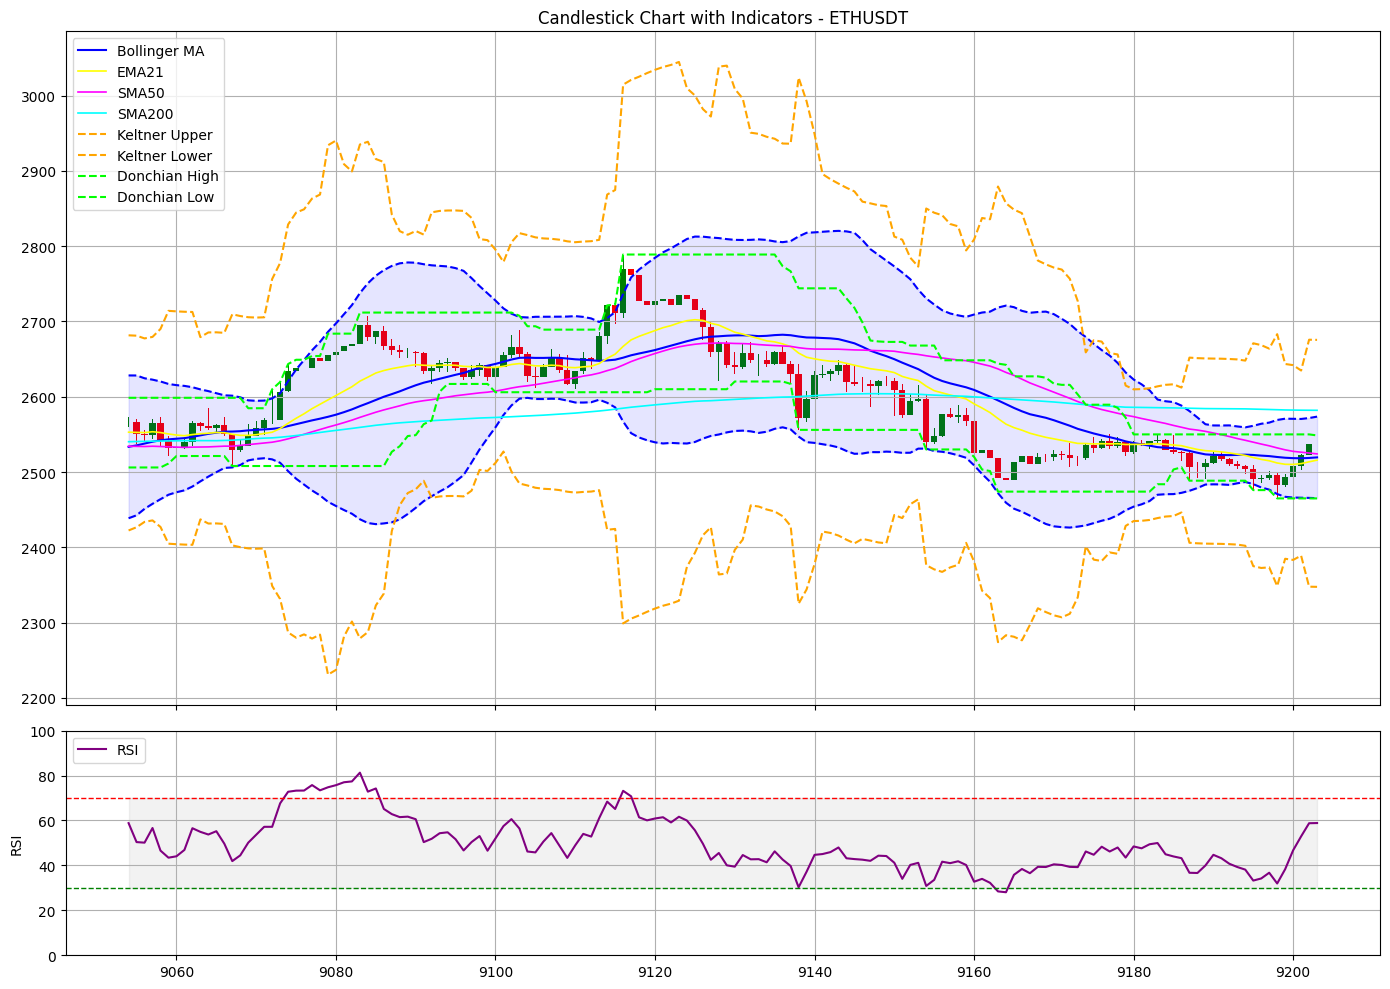 Candlestick Chart with Indicators - ETHUSDT
Bollinger MA
EMA21
SMA50
SMA200
Keltner Upper
Keltner Lower
Donchian High
Donchian Low
3000
2900
2800
2700
2600
2500
2400
2300
2200
RSI
100
80
60
40
20
0
RSI
9060 9080 9100 9120 9140 9160 9180 9200